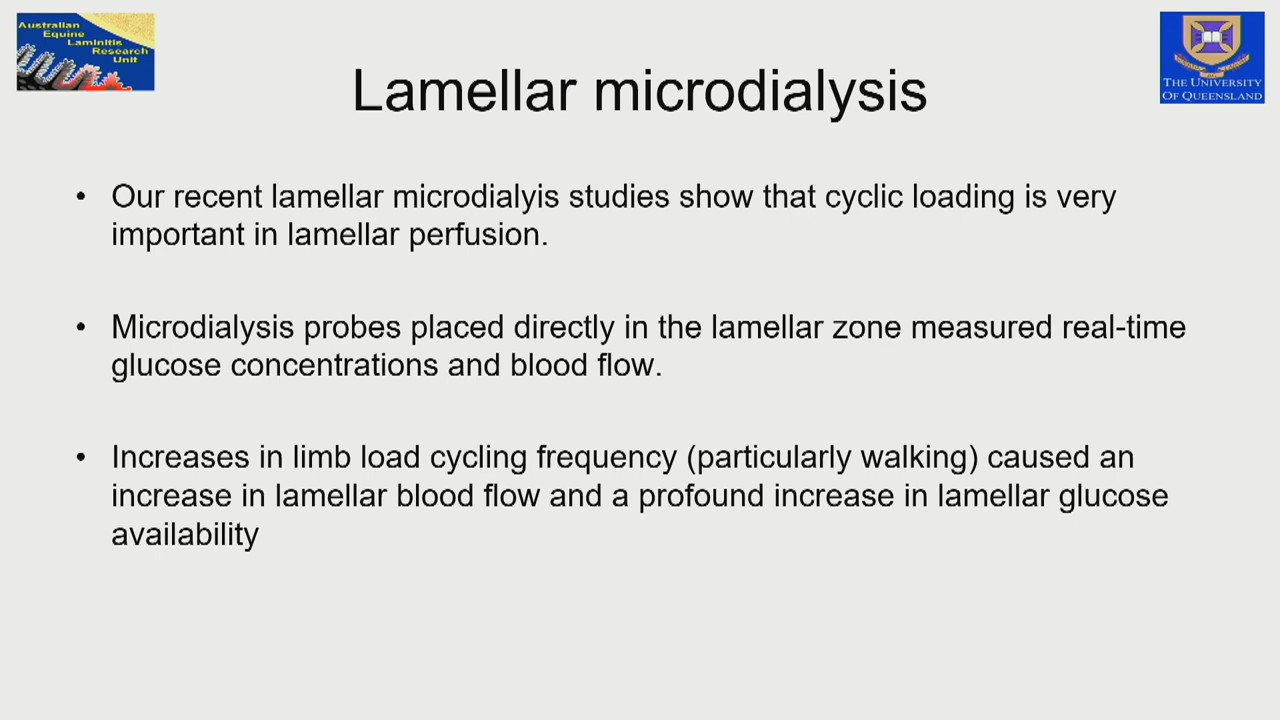 Australian
Equine
Laminitis
Research
Unit
THE UNIVERSITY
OF QUEENSLAND
Lamellar microdialysis
• Our recent lamellar microdialyis studies show that cyclic loading is very
important in lamellar perfusion.
• Microdialysis probes placed directly in the lamellar zone measured real-time
glucose concentrations and blood flow.
• Increases in limb load cycling frequency (particularly walking) caused an
increase in lamellar blood flow and a profound increase in lamellar glucose
availability